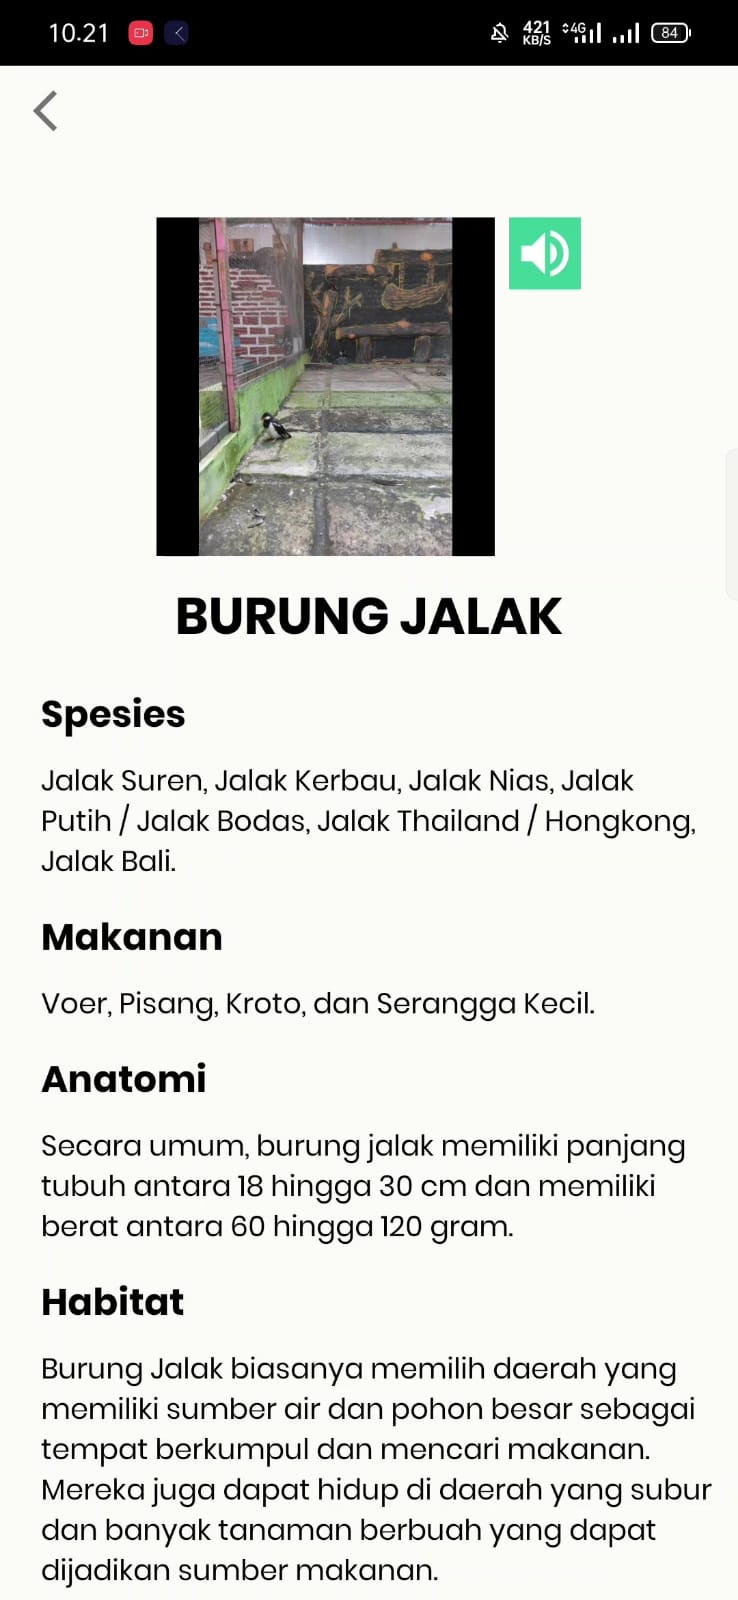 10.21
421
KB/S
4G
84
BURUNG JALAK
Spesies
Jalak Suren, Jalak Kerbau, Jalak Nias, Jalak
Putih / Jalak Bodas, Jalak Thailand / Hongkong,
Jalak Bali.
Makanan
Voer, Pisang, Kroto, dan Serangga Kecil.
Anatomi
Secara umum, burung jalak memiliki panjang
tubuh antara 18 hingga 30 cm dan memiliki
berat antara 60 hingga 120 gram.
Habitat
Burung Jalak biasanya memilih daerah yang
memiliki sumber air dan pohon besar sebagai
tempat berkumpul dan mencari makanan.
Mereka juga dapat hidup di daerah yang subur
dan banyak tanaman berbuah yang dapat
dijadikan sumber makanan.